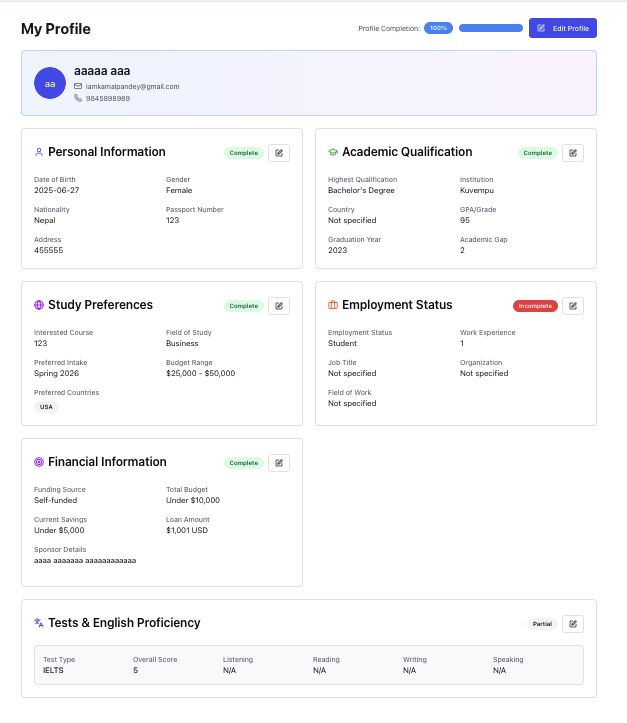 My Profile
Profile Completion: 100% Edit Profile
aa
aaaaa aaa
iamkamalpandey@gmail.com
9845898989
Personal Information Complete
Date of Birth Gender
2025-06-27 Female
Nationality Passport Number
Nepal 123
Address
455555
Academic Qualification Complete
Highest Qualification Institution
Bachelor's Degree Kuvempu
Country GPA/Grade
Not specified 95
Graduation Year Academic Gap
2023 2
Study Preferences Complete
Interested Course Field of Study
123 Business
Preferred Intake Budget Range
Spring 2026 $25,000 - $50,000
Preferred Countries
USA
Employment Status Incomplete
Employment Status Work Experience
Student 1
Job Title Organization
Not specified Not specified
Field of Work
Not specified
Financial Information Complete
Funding Source Total Budget
Self-funded Under $10,000
Current Savings Loan Amount
Under $5,000 $1,001 USD
Sponsor Details
aaaa aaaaaaa aaaaaaaaaaaa
Tests & English Proficiency Partial
Test Type Overall Score Listening Reading Writing Speaking
IELTS 5 N/A N/A N/A N/A